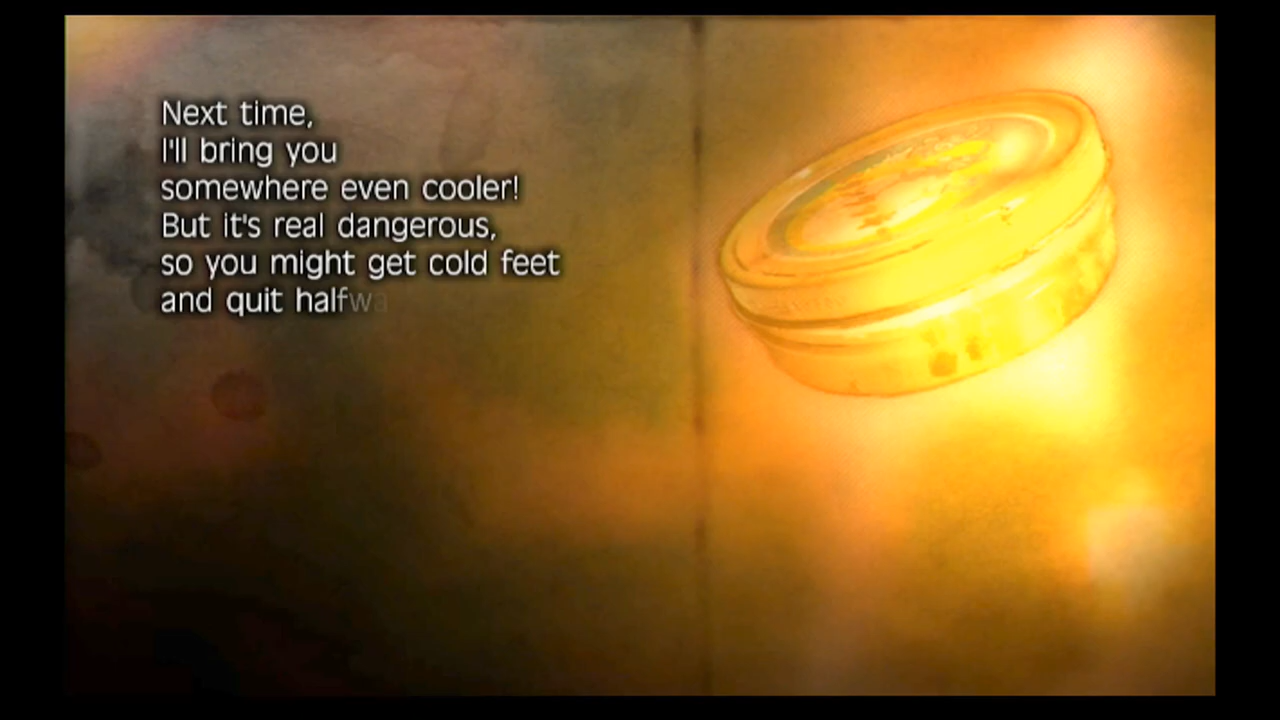 Next time,
I'll bring you
somewhere even cooler!
But it's real dangerous,
so you might get cold feet
and quit halfwa